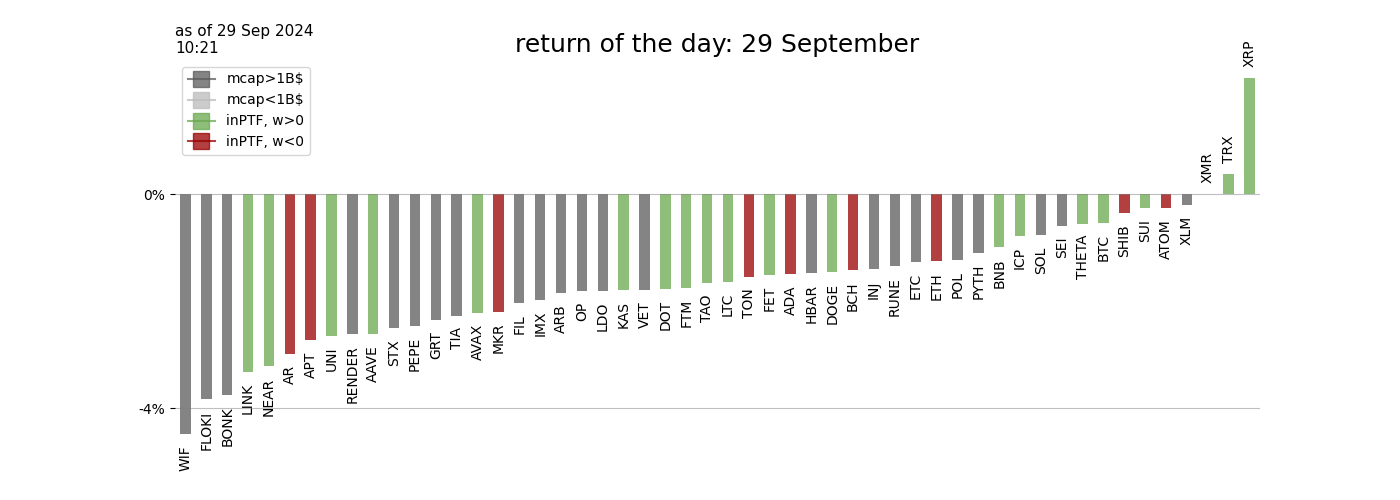 as of 29 Sep 2024
10:21
return of the day: 29 September
mcap>1B$
mcap<1B$
inPTF, w>0
inPTF, w<0
0%
-4%
WIF
FLOKI
BONK
LINK
NEAR
AR
APT
UNI
RENDER
AAVE
STX
PEPE
GRT
TIA
AVAX
MKR
FIL
IMX
ARB
OP
LDO
KAS
VET
DOT
FTM
TAO
LTC
TON
FET
ADA
HBAR
DOGE
BCH
INJ
RUNE
ETC
ETH
POL
PYTH
BNB
ICP
SOL
SEI
THETA
BTC
SHIB
SUI
ATOM
XLM
XMR
TRX
XRP